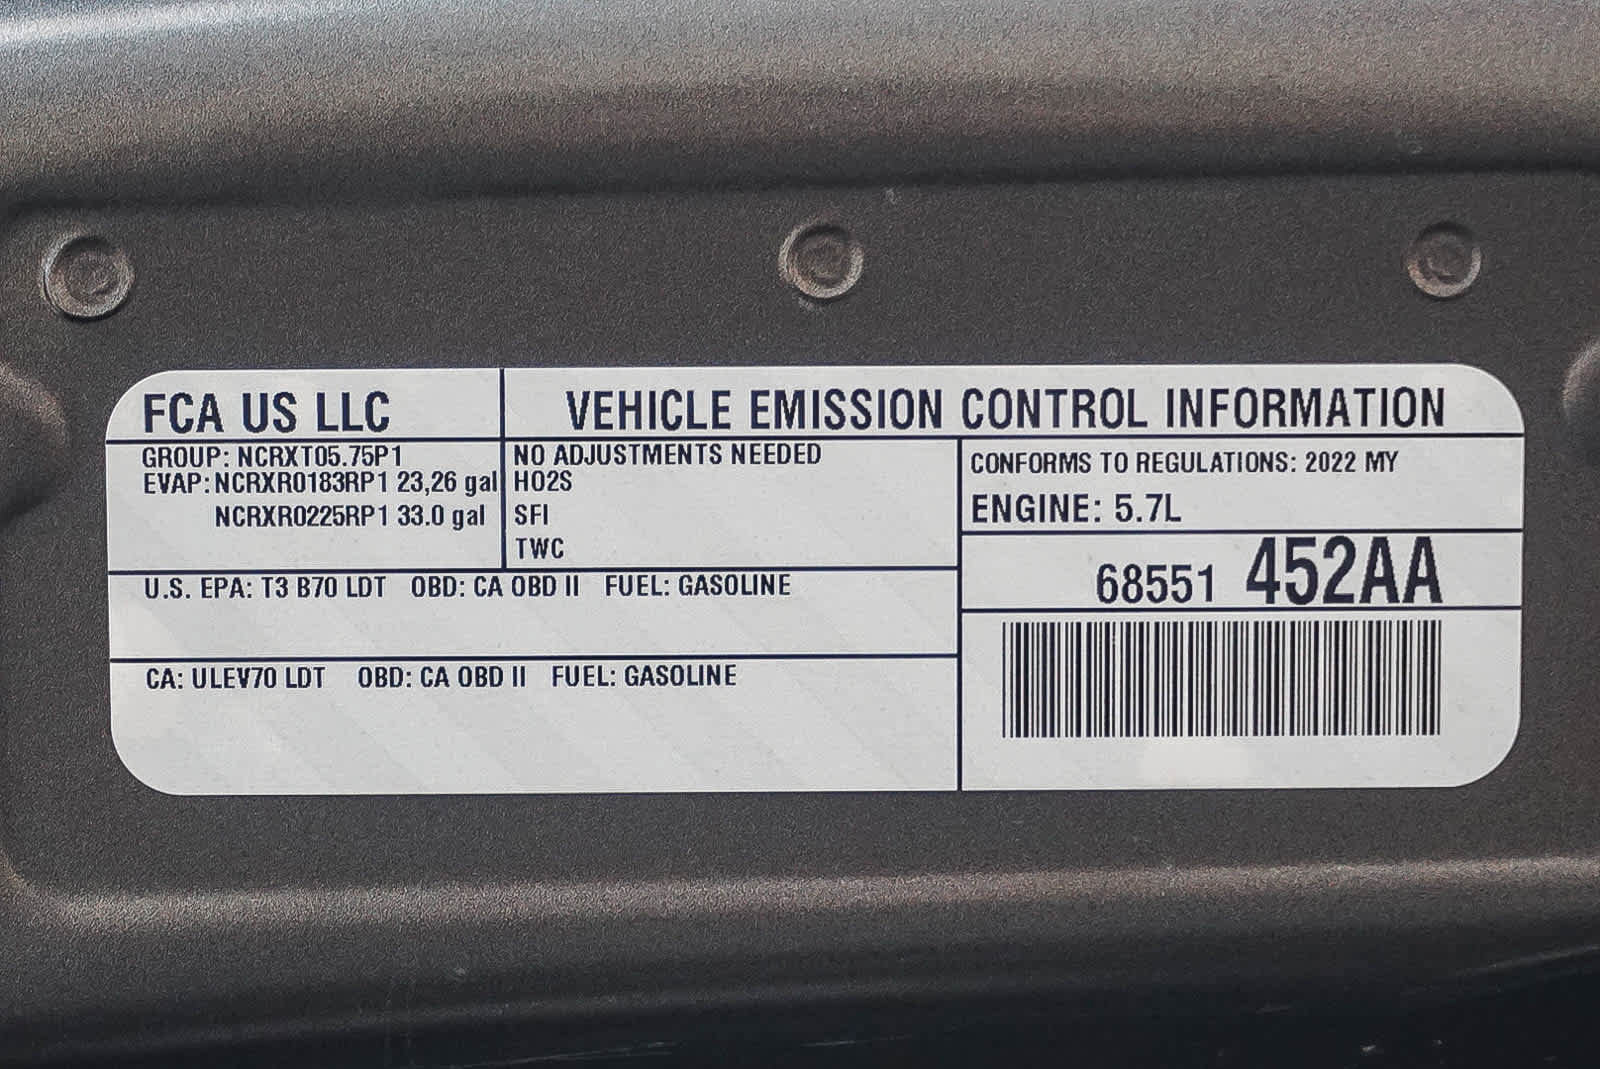 FCA US LLC
VEHICLE EMISSION CONTROL INFORMATION
GROUP: NCRXT05.75P1
EVAP: NCRXR0183RP1 23,26 gal
NCRXR0225RP1 33.0 gal
NO ADJUSTMENTS NEEDED
HO2S
SFI
TWC
CONFORMS TO REGULATIONS: 2022 MY
ENGINE: 5.7L
68551 452AA
U.S. EPA: T3 B70 LDT OBD: CA OBD II FUEL: GASOLINE
CA: ULEV70 LDT OBD: CA OBD II FUEL: GASOLINE